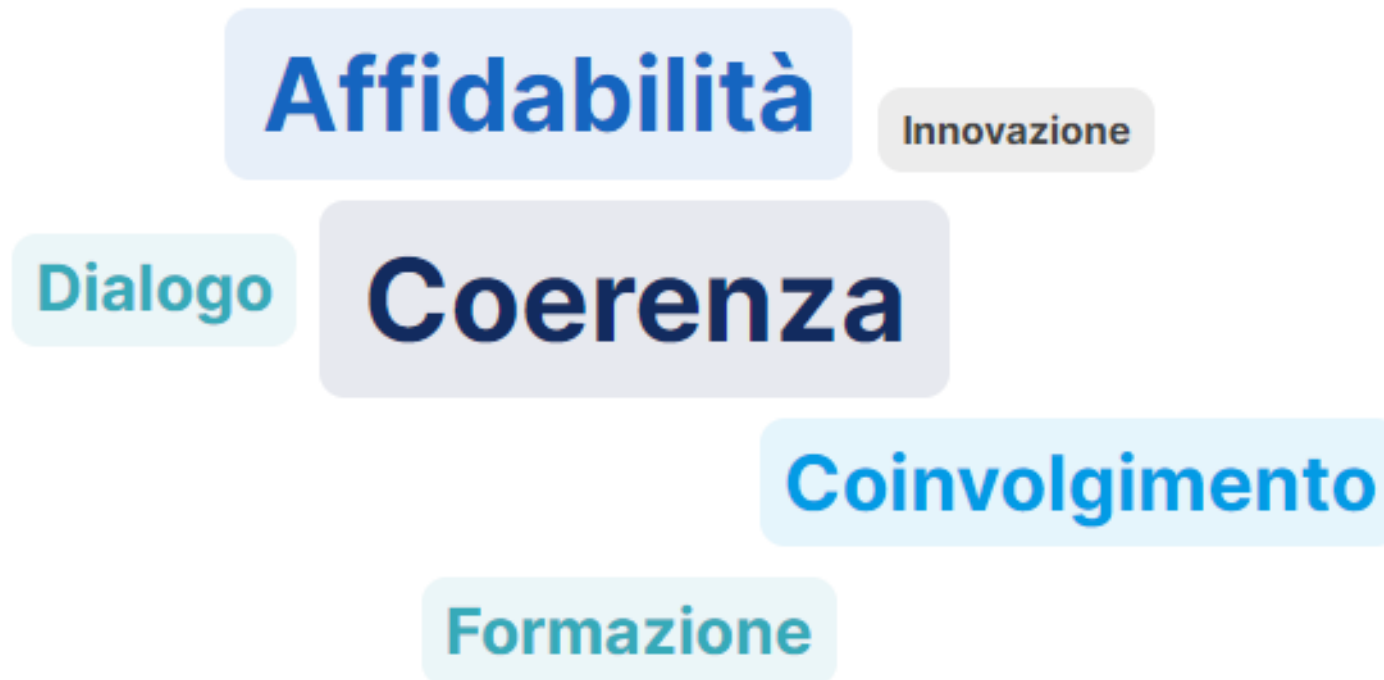 Affidabilità
Innovazione
Dialogo
Coerenza
Coinvolgimento
Formazione